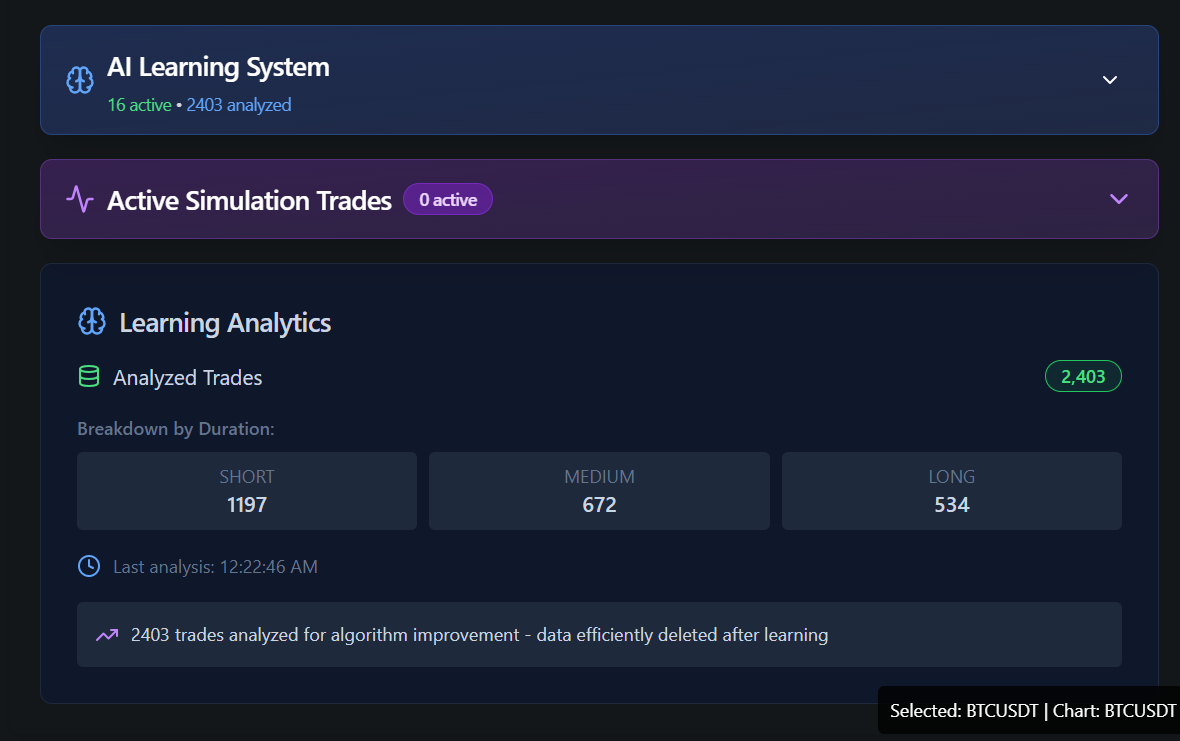 AI Learning System
16 active • 2403 analyzed
Active Simulation Trades 0 active
Learning Analytics
Analyzed Trades 2,403
Breakdown by Duration:
SHORT MEDIUM LONG
1197 672 534
Last analysis: 12:22:46 AM
2403 trades analyzed for algorithm improvement - data efficiently deleted after learning
Selected: BTCUSDT | Chart: BTCUSDT